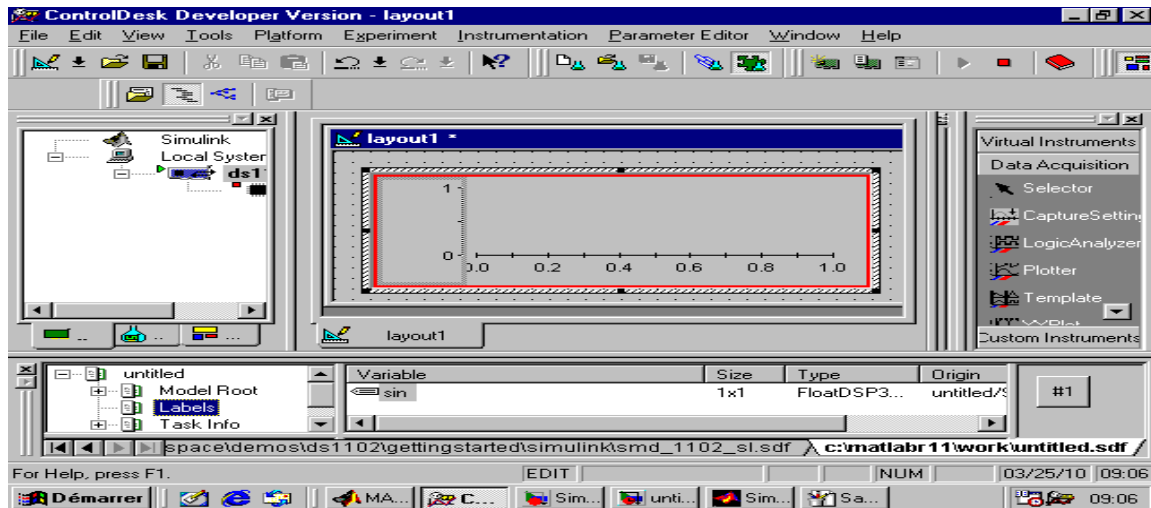 ControlDesk Developer Version - layout1
File Edit View Tools Platform Experiment Instrumentation Parameter Editor Window Help
Simulink
Local System
ds1
layout1 *
1
0
0.0 0.2 0.4 0.6 0.8 1.0
layout1
Virtual Instruments
Data Acquisition
Selector
CaptureSettin
LogicAnalyzer
Plotter
Template
Custom Instruments
untitled
Model Root
Labels
Task Info
Variable Size Type Origin
sin 1x1 FloatDSP3... untitled/S
#1
space\demos\ds1102\gettingstarted\simulink\smd_1102_sl.sdf c:\matlabr11\work\untitled.sdf
For Help, press F1. EDIT NUM 03/25/10 09:06
Démarrer MA... C... Sim... unti... Sim... Sa... 09:06